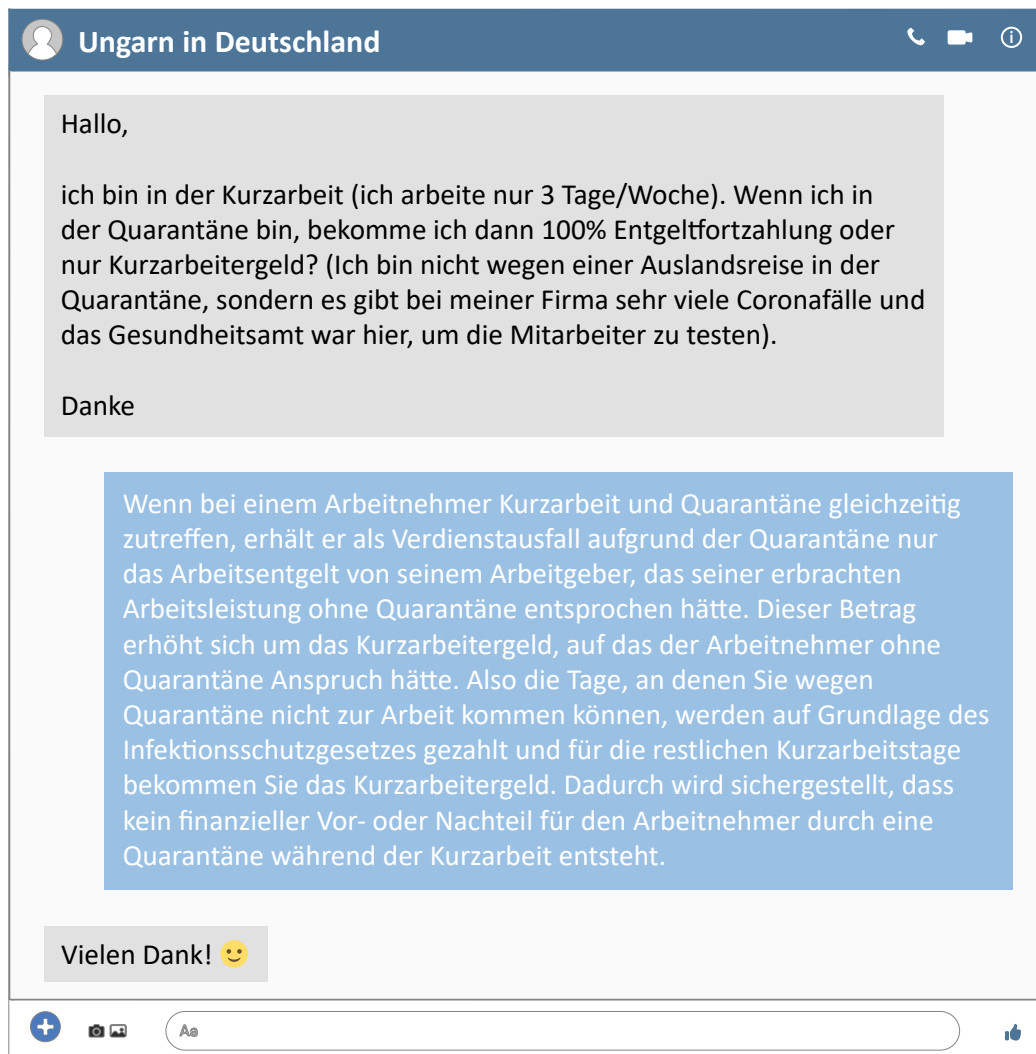 Ungarn in Deutschland
Hallo,
ich bin in der Kurzarbeit (ich arbeite nur 3 Tage/Woche). Wenn ich in
der Quarantäne bin, bekomme ich dann 100% Entgeltfortzahlung oder
nur Kurzarbeitergeld? (Ich bin nicht wegen einer Auslandsreise in der
Quarantäne, sondern es gibt bei meiner Firma sehr viele Coronafälle und
das Gesundheitsamt war hier, um die Mitarbeiter zu testen).
Danke
Wenn bei einem Arbeitnehmer Kurzarbeit und Quarantäne gleichzeitig
zutreffen, erhält er als Verdienstausfall aufgrund der Quarantäne nur
das Arbeitsentgelt von seinem Arbeitgeber, das seiner erbrachten
Arbeitsleistung ohne Quarantäne entsprochen hätte. Dieser Betrag
erhöht sich um das Kurzarbeitergeld, auf das der Arbeitnehmer ohne
Quarantäne Anspruch hätte. Also die Tage, an denen Sie wegen
Quarantäne nicht zur Arbeit kommen können, werden auf Grundlage des
Infektionsschutzgesetzes gezahlt und für die restlichen Kurzarbeitstage
bekommen Sie das Kurzarbeitergeld. Dadurch wird sichergestellt, dass
kein finanzieller Vor- oder Nachteil für den Arbeitnehmer durch eine
Quarantäne während der Kurzarbeit entsteht.
Vielen Dank! 🙂
Aa